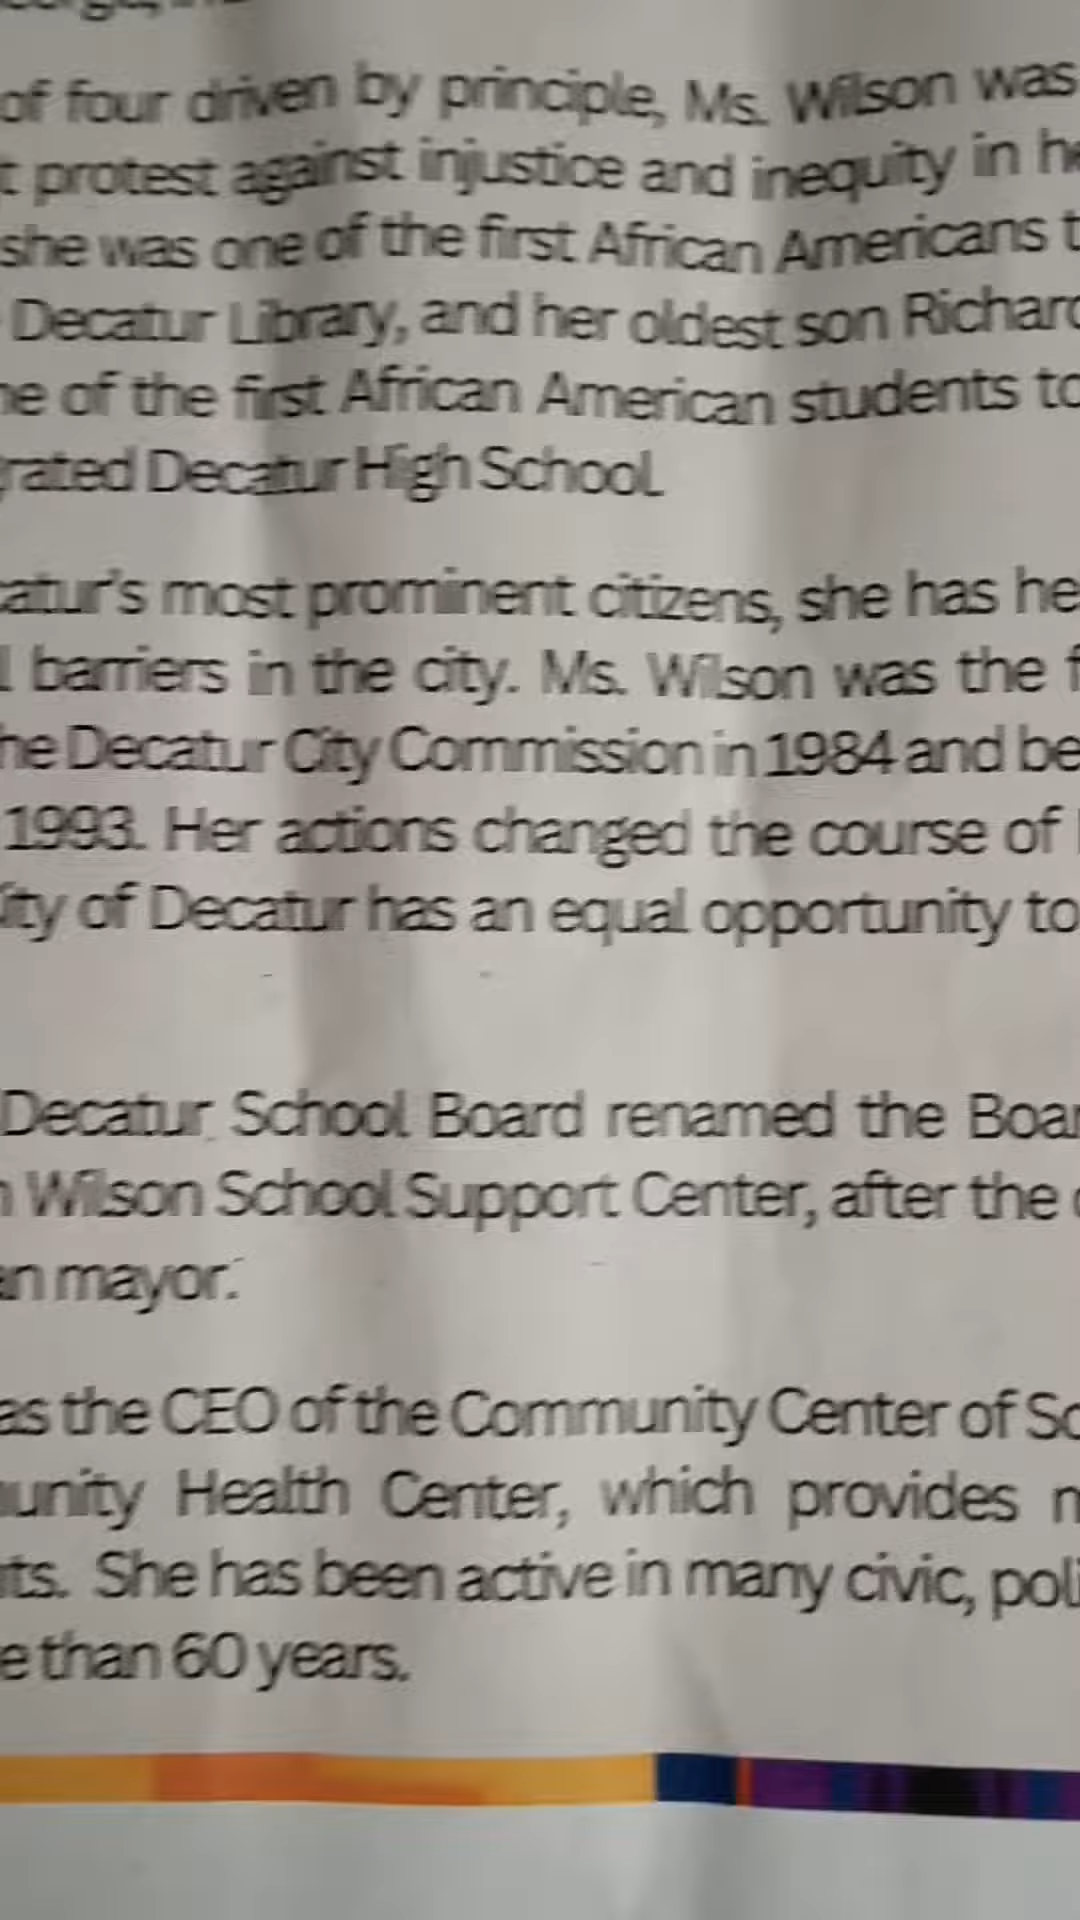 of four driven by principle, Ms. Wilson was
protest against injustice and inequity in
she was one of the first African Americans
Decatur Library, and her oldest son Richard
of the first African American students to
Decatur High School.
most prominent citizens, she has
barriers in the city. Ms. Wilson was the
Decatur City Commission in 1984 and
1993. Her actions changed the course of
of Decatur has an equal opportunity to
Decatur School Board renamed the
Wilson School Support Center, after the
mayor.
as the CEO of the Community Center of
Health Center, which provides
She has been active in many civic,
than 60 years.